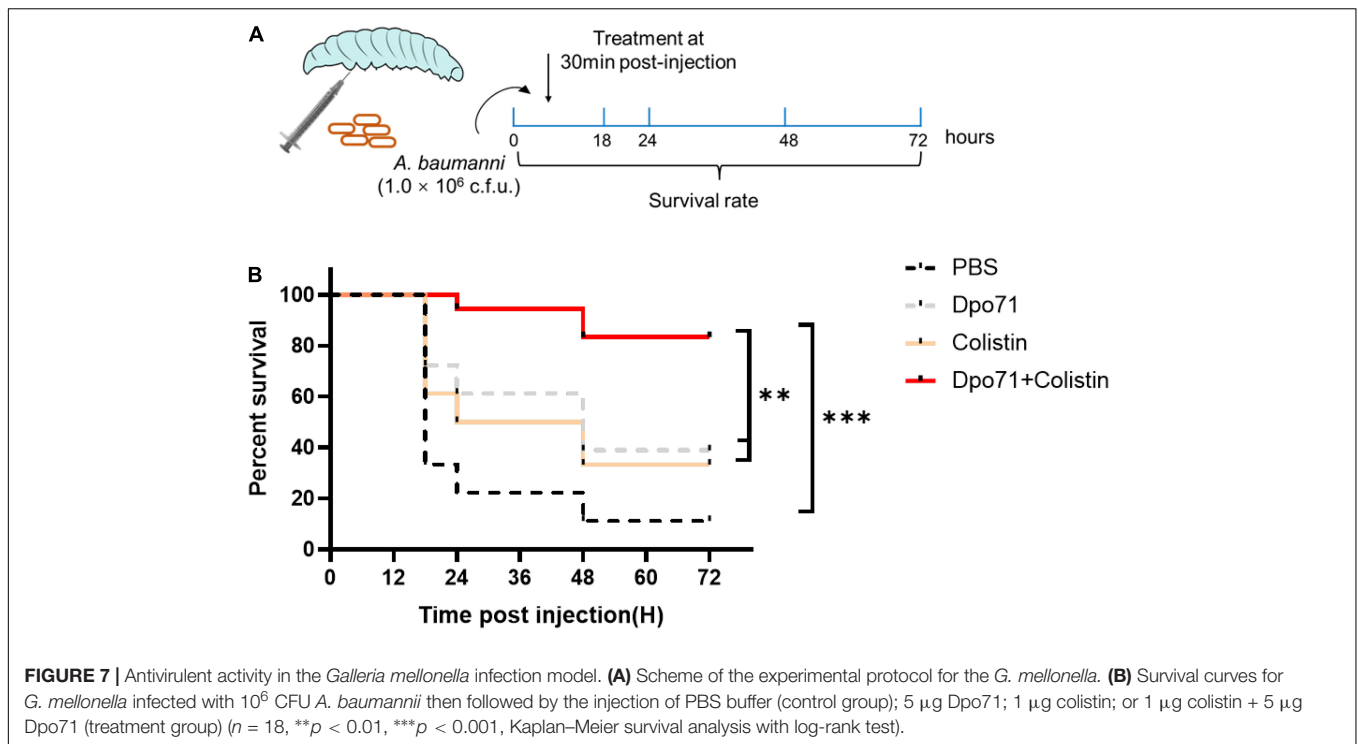 A
Treatment at
30min post-injection
0 18 24 48 72 hours
A. baumanni
(1.0 × 10⁶ c.f.u.)
Survival rate
B
Percent survival
100
80
60
40
20
0
0 12 24 36 48 60 72
Time post injection(H)
PBS
Dpo71
Colistin
Dpo71+Colistin
**
***
FIGURE 7 | Antivirulent activity in the Galleria mellonella infection model. (A) Scheme of the experimental protocol for the G. mellonella. (B) Survival curves for
G. mellonella infected with 10⁶ CFU A. baumannii then followed by the injection of PBS buffer (control group); 5 μg Dpo71; 1 μg colistin; or 1 μg colistin + 5 μg
Dpo71 (treatment group) (n = 18, **p < 0.01, ***p < 0.001, Kaplan–Meier survival analysis with log-rank test).